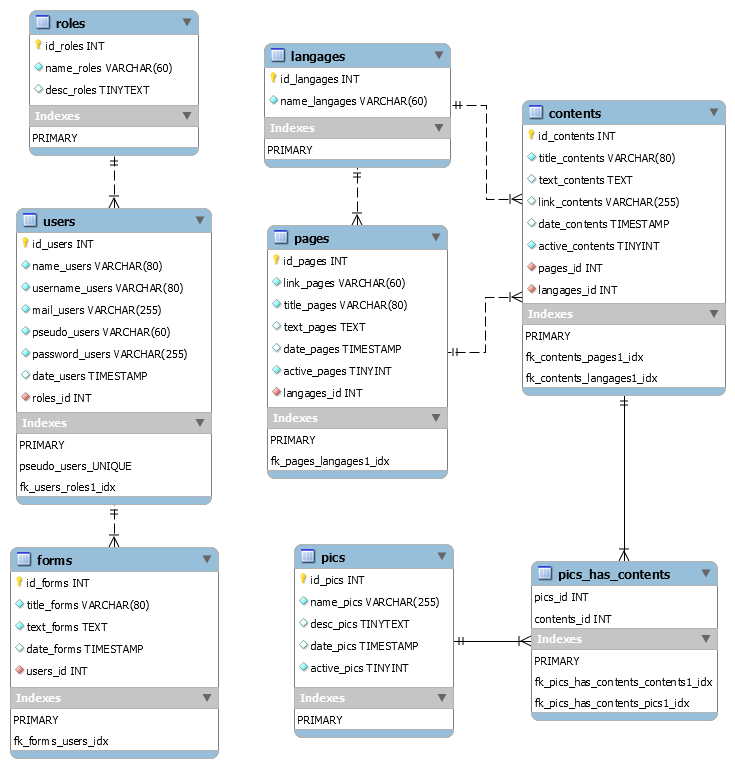 roles
id_roles INT
name_roles VARCHAR(60)
desc_roles TINYTEXT
Indexes
PRIMARY
users
id_users INT
name_users VARCHAR(80)
username_users VARCHAR(80)
mail_users VARCHAR(255)
pseudo_users VARCHAR(60)
password_users VARCHAR(255)
date_users TIMESTAMP
roles_id INT
Indexes
PRIMARY
pseudo_users_UNIQUE
fk_users_roles1_idx
forms
id_forms INT
title_forms VARCHAR(80)
text_forms TEXT
date_forms TIMESTAMP
users_id INT
Indexes
PRIMARY
fk_forms_users_idx
langages
id_langages INT
name_langages VARCHAR(60)
Indexes
PRIMARY
pages
id_pages INT
link_pages VARCHAR(60)
title_pages VARCHAR(80)
text_pages TEXT
date_pages TIMESTAMP
active_pages TINYINT
langages_id INT
Indexes
PRIMARY
fk_pages_langages1_idx
pics
id_pics INT
name_pics VARCHAR(255)
desc_pics TINYTEXT
date_pics TIMESTAMP
active_pics TINYINT
Indexes
PRIMARY
contents
id_contents INT
title_contents VARCHAR(80)
text_contents TEXT
link_contents VARCHAR(255)
date_contents TIMESTAMP
active_contents TINYINT
pages_id INT
langages_id INT
Indexes
PRIMARY
fk_contents_pages1_idx
fk_contents_langages1_idx
pics_has_contents
pics_id INT
contents_id INT
Indexes
PRIMARY
fk_pics_has_contents_contents1_idx
fk_pics_has_contents_pics1_idx